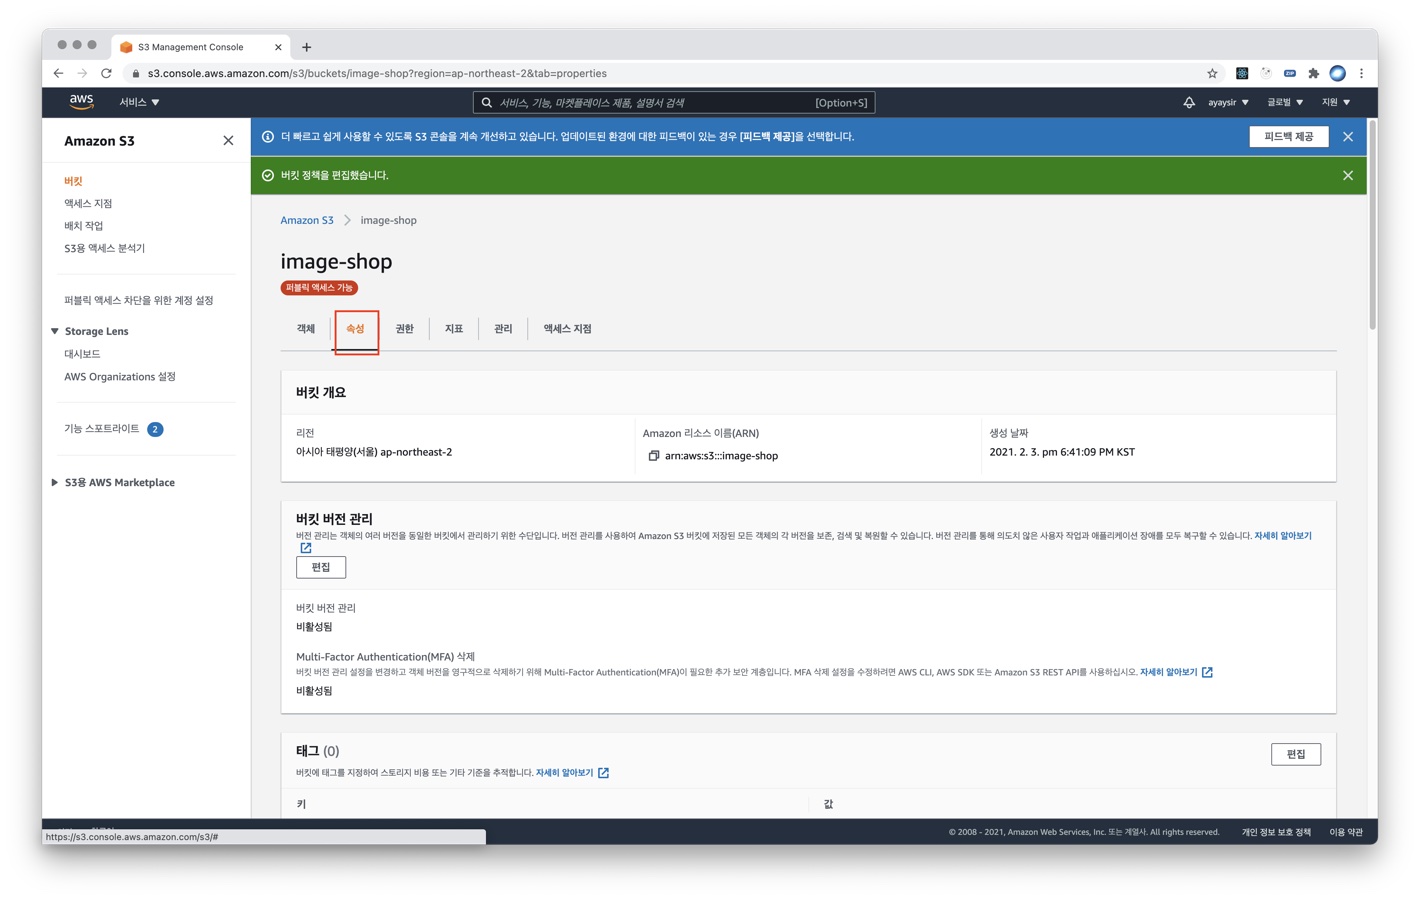 S3 Management Console
s3.console.aws.amazon.com/s3/buckets/image-shop?region=ap-northeast-2&tab=properties
ZIP
aws
서비스
서비스, 기능, 마켓플레이스 제품, 설명서 검색
[Option+S]
ayaysir
글로벌
지원
Amazon S3
버킷
액세스 지점
배치 작업
S3용 액세스 분석기
퍼블릭 액세스 차단을 위한 계정 설정
Storage Lens
대시보드
AWS Organizations 설정
기능 스포트라이트 2
S3용 AWS Marketplace
더 빠르고 쉽게 사용할 수 있도록 S3 콘솔을 계속 개선하고 있습니다. 업데이트된 환경에 대한 피드백이 있는 경우 [피드백 제공]을 선택합니다.
피드백 제공
버킷 정책을 편집했습니다.
Amazon S3
image-shop
image-shop
퍼블릭 액세스 가능
객체
속성
권한
지표
관리
액세스 지점
버킷 개요
리전
아시아 태평양(서울) ap-northeast-2
Amazon 리소스 이름(ARN)
arn:aws:s3:::image-shop
생성 날짜
2021. 2. 3. pm 6:41:09 PM KST
버킷 버전 관리
버전 관리는 객체의 여러 버전을 동일한 버킷에서 관리하기 위한 수단입니다. 버전 관리를 사용하여 Amazon S3 버킷에 저장된 모든 객체의 각 버전을 보존, 검색 및 복원할 수 있습니다. 버전 관리를 통해 의도치 않은 사용자 작업과 애플리케이션 장애를 모두 복구할 수 있습니다. 자세히 알아보기
편집
버킷 버전 관리
비활성됨
Multi-Factor Authentication(MFA) 삭제
버킷 버전 관리 설정을 변경하고 객체 버전을 영구적으로 삭제하기 위해 Multi-Factor Authentication(MFA)이 필요한 추가 보안 계층입니다. MFA 삭제 설정을 수정하려면 AWS CLI, AWS SDK 또는 Amazon S3 REST API를 사용하십시오. 자세히 알아보기
비활성됨
태그 (0)
편집
버킷에 태그를 지정하여 스토리지 비용 또는 기타 기준을 추적합니다. 자세히 알아보기
키
값
https://s3.console.aws.amazon.com/s3/#
© 2008 - 2021, Amazon Web Services, Inc. 또는 계열사. All rights reserved.
개인 정보 보호 정책
이용 약관